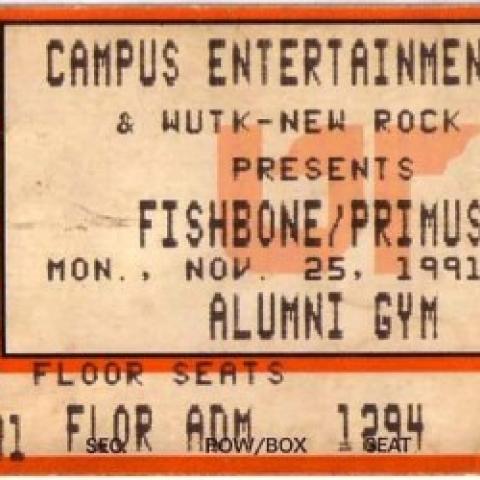 CAMPUS ENTERTAINMEN
& WUTK-NEW ROCK
PRESENTS
FISHBONE/PRIMUS
MON., NOV. 25, 1991
ALUMNI GYM
FLOOR SEATS
01 FLOR ADM 1294
SEC. ROW/BOX SEAT